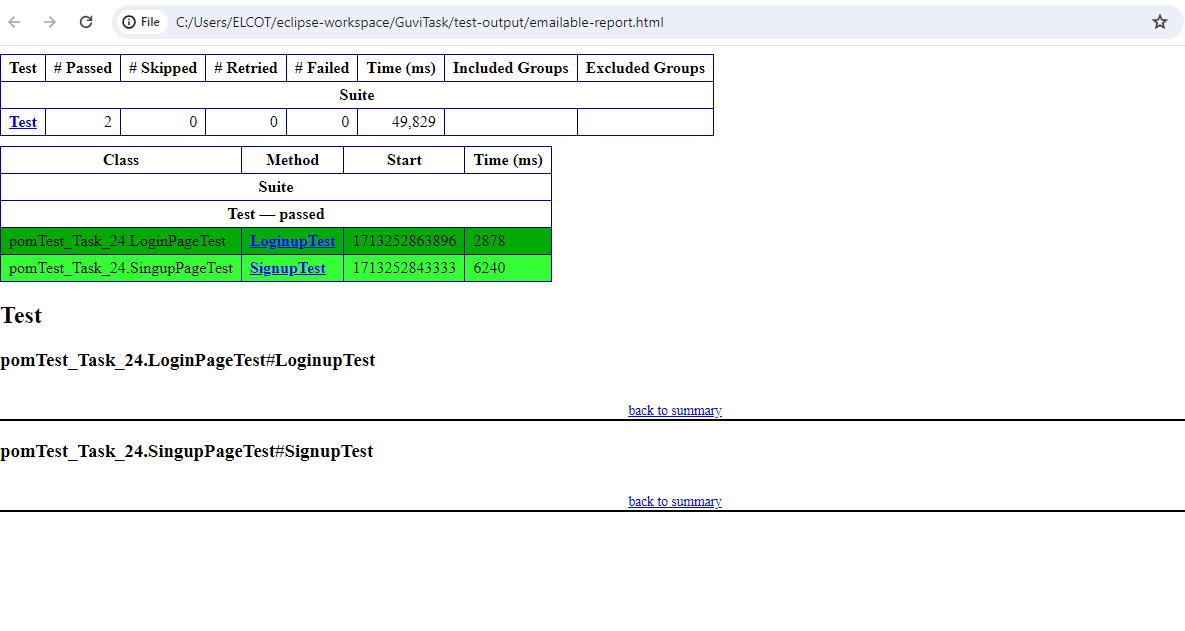 File C:/Users/ELCOT/eclipse-workspace/GuviTask/test-output/emailable-report.html
Test # Passed # Skipped # Retried # Failed Time (ms) Included Groups Excluded Groups
Suite
Test 2 0 0 0 49,829
Class Method Start Time (ms)
Suite
Test — passed
pomTest_Task_24.LoginPageTest LoginupTest 1713252863896 2878
pomTest_Task_24.SingupPageTest SignupTest 1713252843333 6240
Test
pomTest_Task_24.LoginPageTest#LoginupTest
back to summary
pomTest_Task_24.SingupPageTest#SignupTest
back to summary